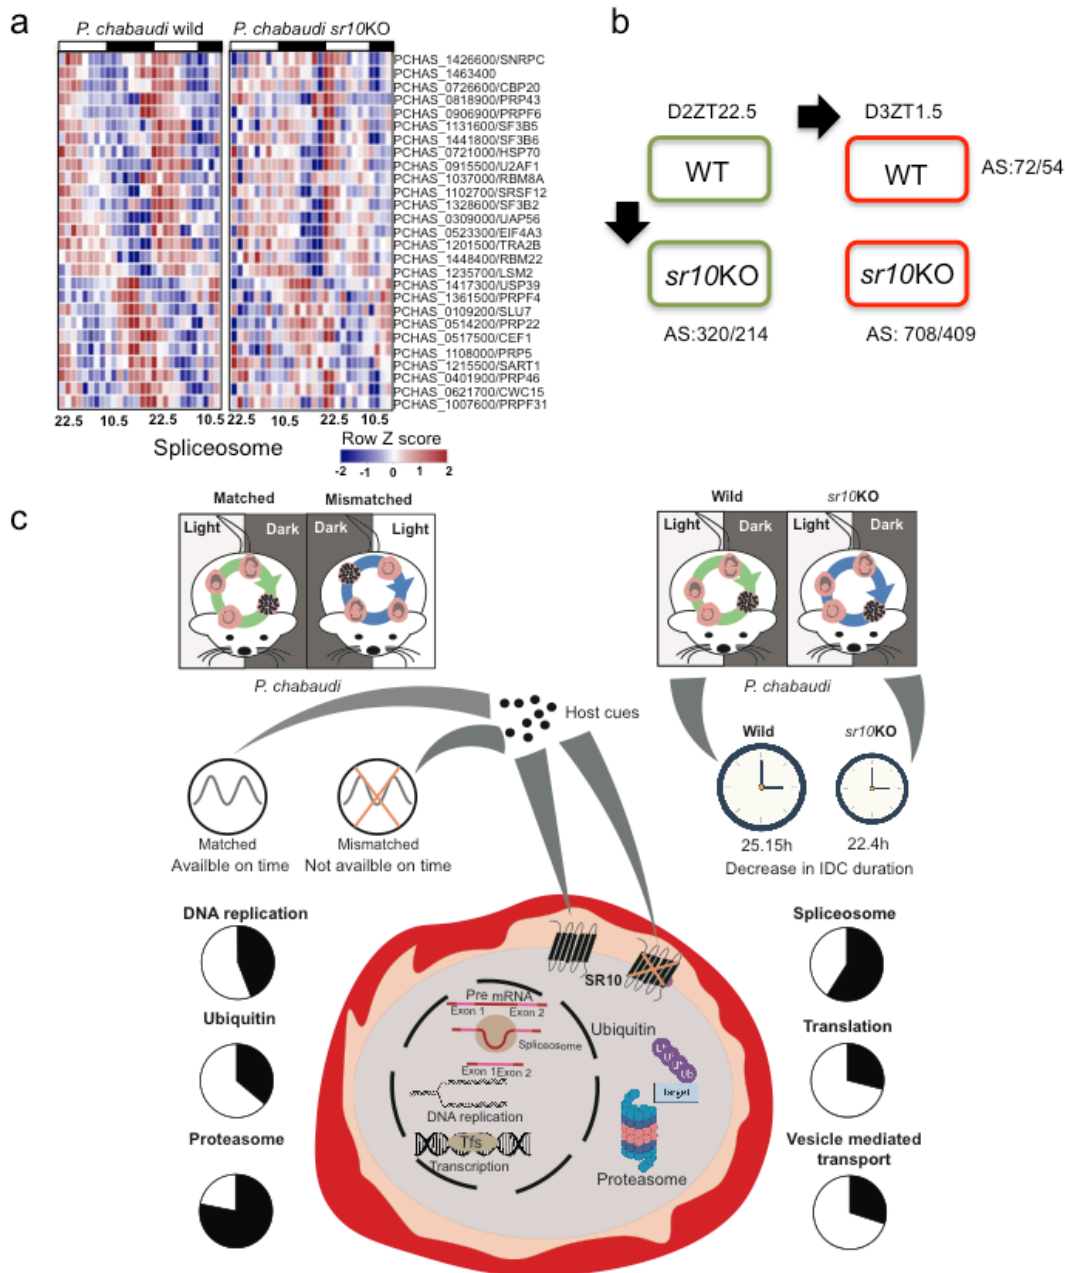 a
P. chabaudi wild
P. chabaudi sr10KO
PCHAS_1426600/SNRPC
PCHAS_1463400
PCHAS_0726600/CBP20
PCHAS_0818900/PRP43
PCHAS_0906900/PRPF6
PCHAS_1131600/SF3B5
PCHAS_1441800/SF3B6
PCHAS_0721000/HSP70
PCHAS_0915500/U2AF1
PCHAS_1037000/RBM8A
PCHAS_1102700/SRSF12
PCHAS_1328600/SF3B2
PCHAS_0309000/UAP56
PCHAS_0523300/EIF4A3
PCHAS_1201500/TRA2B
PCHAS_1448400/RBM22
PCHAS_1235700/LSM2
PCHAS_1417300/USP39
PCHAS_1361500/PRPF4
PCHAS_0109200/SLU7
PCHAS_0514200/PRP22
PCHAS_0517500/CEF1
PCHAS_1108000/PRP5
PCHAS_1215500/SART1
PCHAS_0401900/PRP46
PCHAS_0621700/CWC15
PCHAS_1007600/PRPF31
22.5 10.5 22.5 10.5 22.5 10.5 22.5 10.5
Spliceosome
Row Z score
-2 -1 0 1 2
b
D2ZT22.5
D3ZT1.5
WT
WT
AS:72/54
sr10KO
sr10KO
AS:320/214
AS: 708/409
c
Matched Mismatched
Light Dark Dark Light
P. chabaudi
Wild sr10KO
Light Dark Light Dark
P. chabaudi
Host cues
Wild sr10KO
Matched
Availble on time
Mismatched
Not availble on time
25.15h 22.4h
Decrease in IDC duration
DNA replication
Ubiquitin
Proteasome
Spliceosome
Translation
Vesicle mediated
transport
SR10
Pre mRNA
Exon 1 Exon 2
Spliceosome
Exon 1 Exon 2
DNA replication
Tfs
Transcription
Ubiquitin
Ub
Target
Proteasome